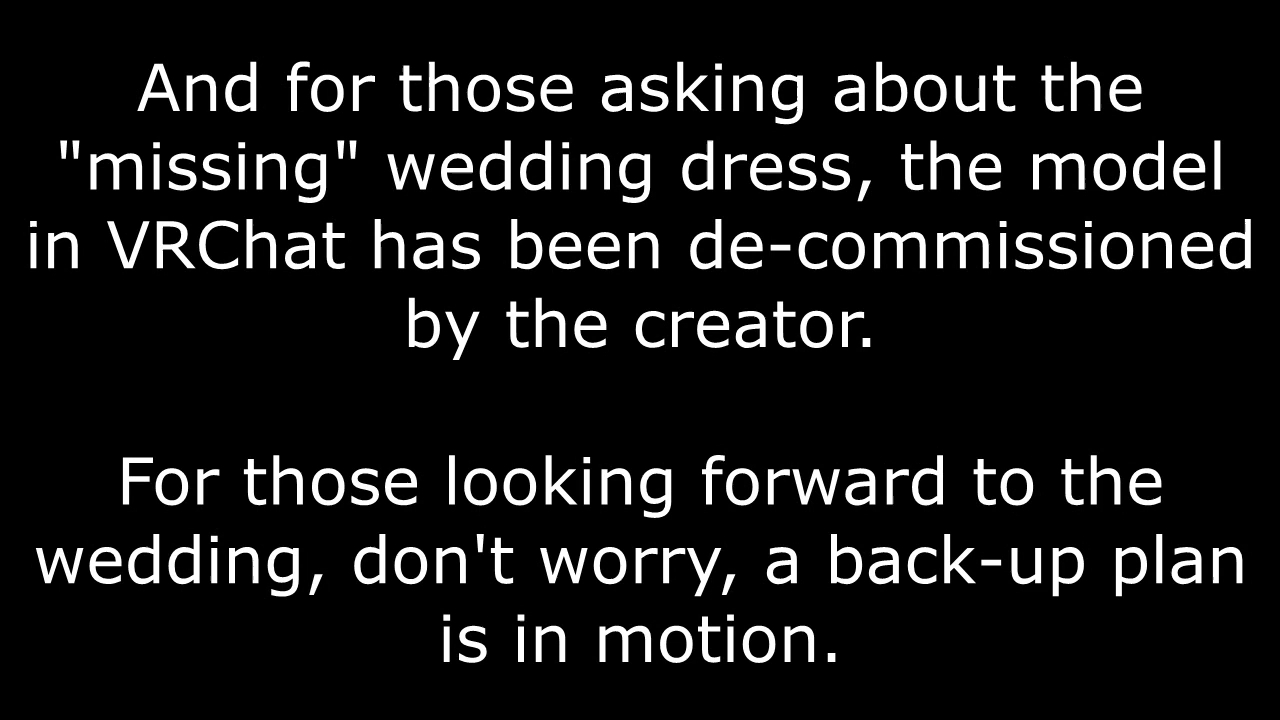 And for those asking about the
"missing" wedding dress, the model
in VRChat has been de-commissioned
by the creator.
For those looking forward to the
wedding, don't worry, a back-up plan
is in motion.